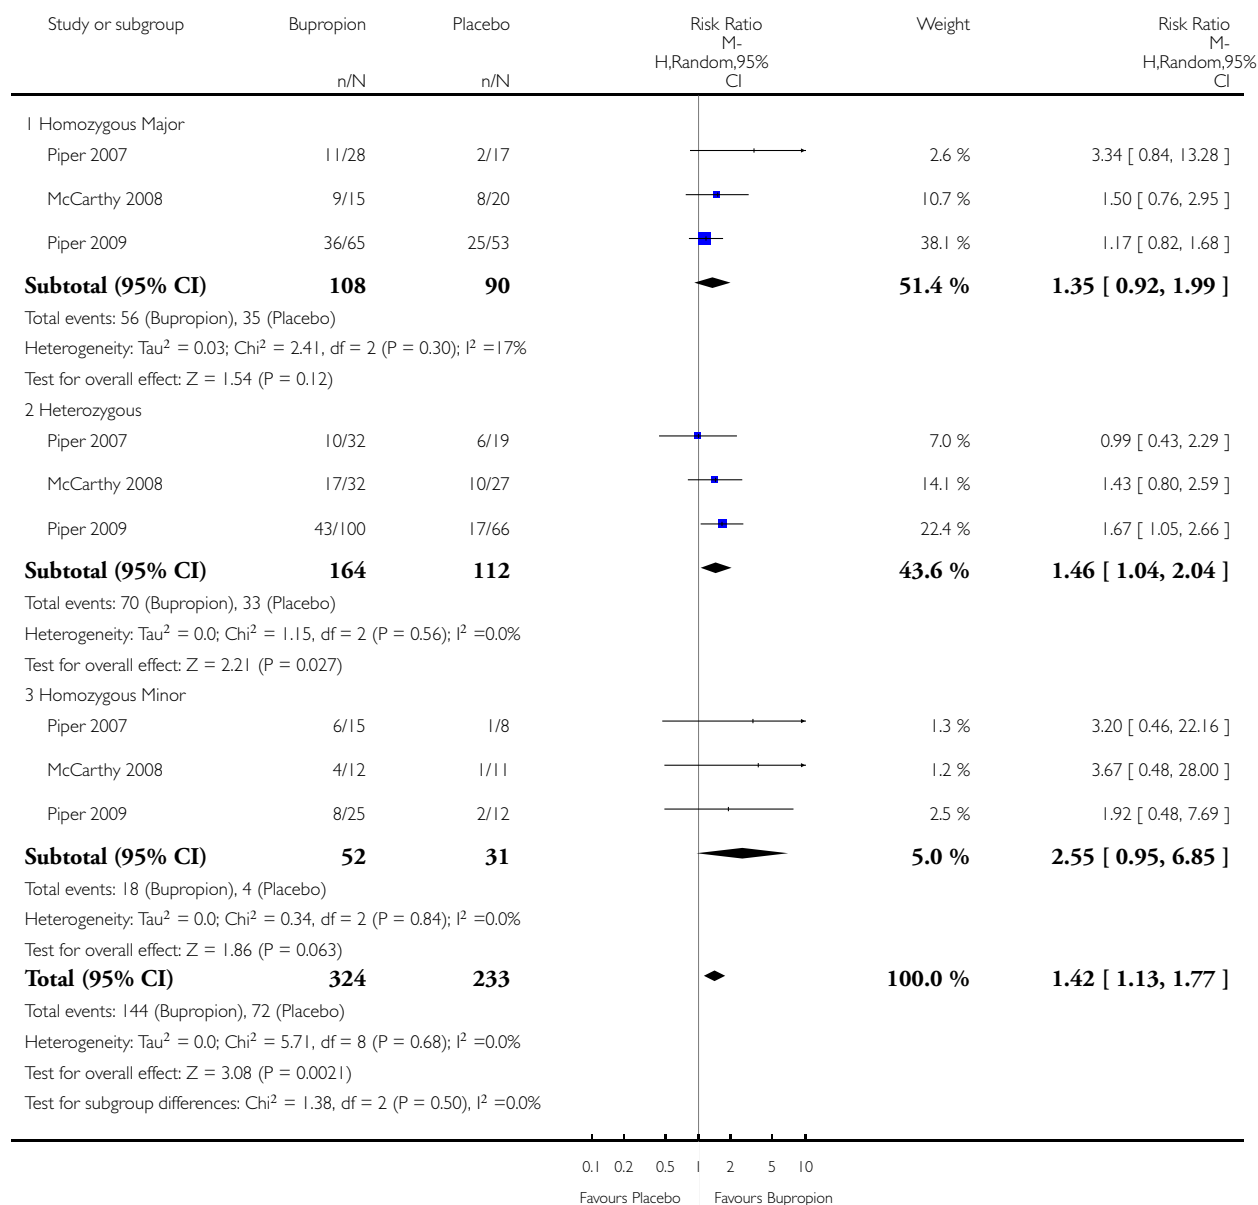 Study or subgroup Bupropion Placebo Risk Ratio Weight Risk Ratio
M- M-
H,Random,95% H,Random,95%
n/N n/N CI CI
1 Homozygous Major
Piper 2007 11/28 2/17 2.6 % 3.34 [ 0.84, 13.28 ]
McCarthy 2008 9/15 8/20 10.7 % 1.50 [ 0.76, 2.95 ]
Piper 2009 36/65 25/53 38.1 % 1.17 [ 0.82, 1.68 ]
Subtotal (95% CI) 108 90 51.4 % 1.35 [ 0.92, 1.99 ]
Total events: 56 (Bupropion), 35 (Placebo)
Heterogeneity: Tau² = 0.03; Chi² = 2.41, df = 2 (P = 0.30); I² =17%
Test for overall effect: Z = 1.54 (P = 0.12)
2 Heterozygous
Piper 2007 10/32 6/19 7.0 % 0.99 [ 0.43, 2.29 ]
McCarthy 2008 17/32 10/27 14.1 % 1.43 [ 0.80, 2.59 ]
Piper 2009 43/100 17/66 22.4 % 1.67 [ 1.05, 2.66 ]
Subtotal (95% CI) 164 112 43.6 % 1.46 [ 1.04, 2.04 ]
Total events: 70 (Bupropion), 33 (Placebo)
Heterogeneity: Tau² = 0.0; Chi² = 1.15, df = 2 (P = 0.56); I² =0.0%
Test for overall effect: Z = 2.21 (P = 0.027)
3 Homozygous Minor
Piper 2007 6/15 1/8 1.3 % 3.20 [ 0.46, 22.16 ]
McCarthy 2008 4/12 1/11 1.2 % 3.67 [ 0.48, 28.00 ]
Piper 2009 8/25 2/12 2.5 % 1.92 [ 0.48, 7.69 ]
Subtotal (95% CI) 52 31 5.0 % 2.55 [ 0.95, 6.85 ]
Total events: 18 (Bupropion), 4 (Placebo)
Heterogeneity: Tau² = 0.0; Chi² = 0.34, df = 2 (P = 0.84); I² =0.0%
Test for overall effect: Z = 1.86 (P = 0.063)
Total (95% CI) 324 233 100.0 % 1.42 [ 1.13, 1.77 ]
Total events: 144 (Bupropion), 72 (Placebo)
Heterogeneity: Tau² = 0.0; Chi² = 5.71, df = 8 (P = 0.68); I² =0.0%
Test for overall effect: Z = 3.08 (P = 0.0021)
Test for subgroup differences: Chi² = 1.38, df = 2 (P = 0.50), I² =0.0%
0.1 0.2 0.5 1 2 5 10
Favours Placebo Favours Bupropion